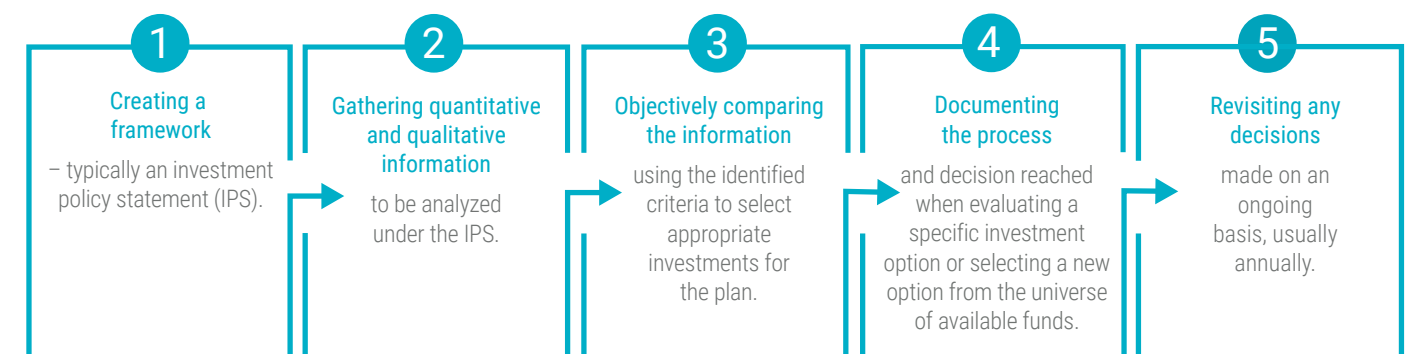 1
Creating a
framework
– typically an investment
policy statement (IPS).
2
Gathering quantitative
and qualitative
information
to be analyzed
under the IPS.
3
Objectively comparing
the information
using the identified
criteria to select
appropriate
investments for
the plan.
4
Documenting
the process
and decision reached
when evaluating a
specific investment
option or selecting a new
option from the universe
of available funds.
5
Revisiting any
decisions
made on an
ongoing
basis, usually
annually.